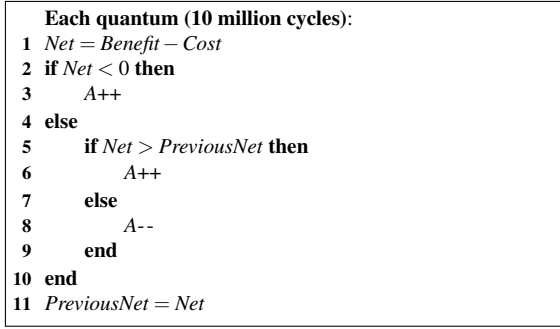 Each quantum (10 million cycles):
1 Net = Benefit − Cost
2 if Net < 0 then
3 A++
4 else
5 if Net > PreviousNet then
6 A++
7 else
8 A--
9 end
10 end
11 PreviousNet = Net